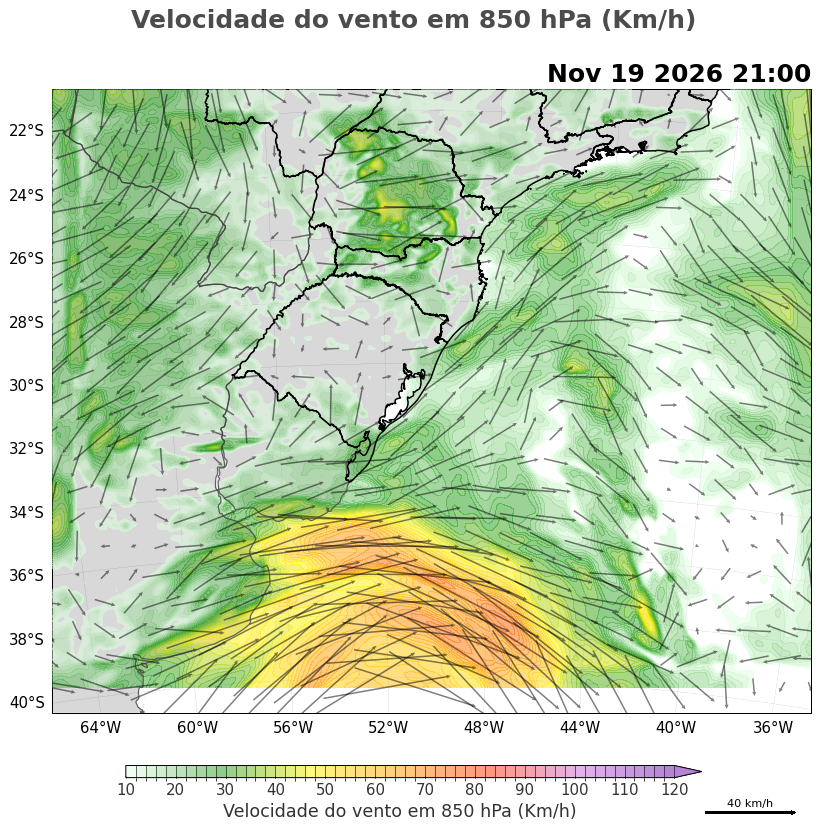 Velocidade do vento em 850 hPa (Km/h)
Nov 19 2026 21:00
22°S
24°S
26°S
28°S
30°S
32°S
34°S
36°S
38°S
40°S
64°W 60°W 56°W 52°W 48°W 44°W 40°W 36°W
10 20 30 40 50 60 70 80 90 100 110 120
Velocidade do vento em 850 hPa (Km/h)
40 km/h